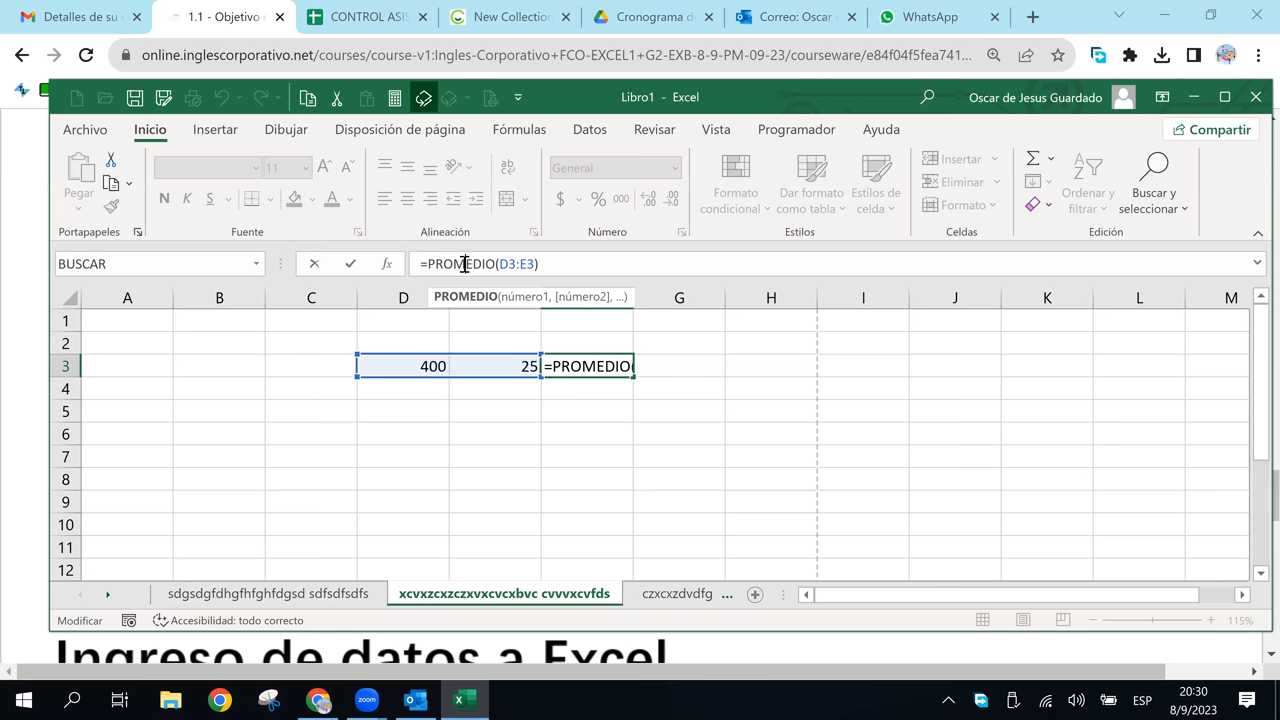 Detalles de su
1.1 - Objetivo
CONTROL ASIS
New Collection
Cronograma d
Correo: Oscar
WhatsApp
online.inglescorporativo.net/courses/course-v1:Ingles-Corporativo+FCO-EXCEL1+G2-EXB-8-9-PM-09-23/courseware/e84f04f5fea741...
Libro1 - Excel
Oscar de Jesus Guardado
Archivo Inicio Insertar Dibujar Disposición de página Fórmulas Datos Revisar Vista Programador Ayuda
Compartir
Pegar
11
General
N K S
$ % 000
Formato condicional
Dar formato como tabla
Estilos de celda
Insertar
Eliminar
Formato
Ordenar y filtrar
Buscar y seleccionar
Portapapeles Fuente Alineación Número Estilos Celdas Edición
BUSCAR
fx
=PROMEDIO(D3:E3)
PROMEDIO(número1, [número2], ...)
A B C D G H I J K L M
1
2
3 400 25 =PROMEDIO(
4
5
6
7
8
9
10
11
12
sdgsdgfdhgfhfghfdgsd sdfsdfsdfs
xcvxzcxzczxvxcvcxbvc cvvvxcvfds
czxcxzdvdfg ...
Modificar
Accesibilidad: todo correcto
115%
Ingreso de datos a Excel
ESP
20:30
8/9/2023